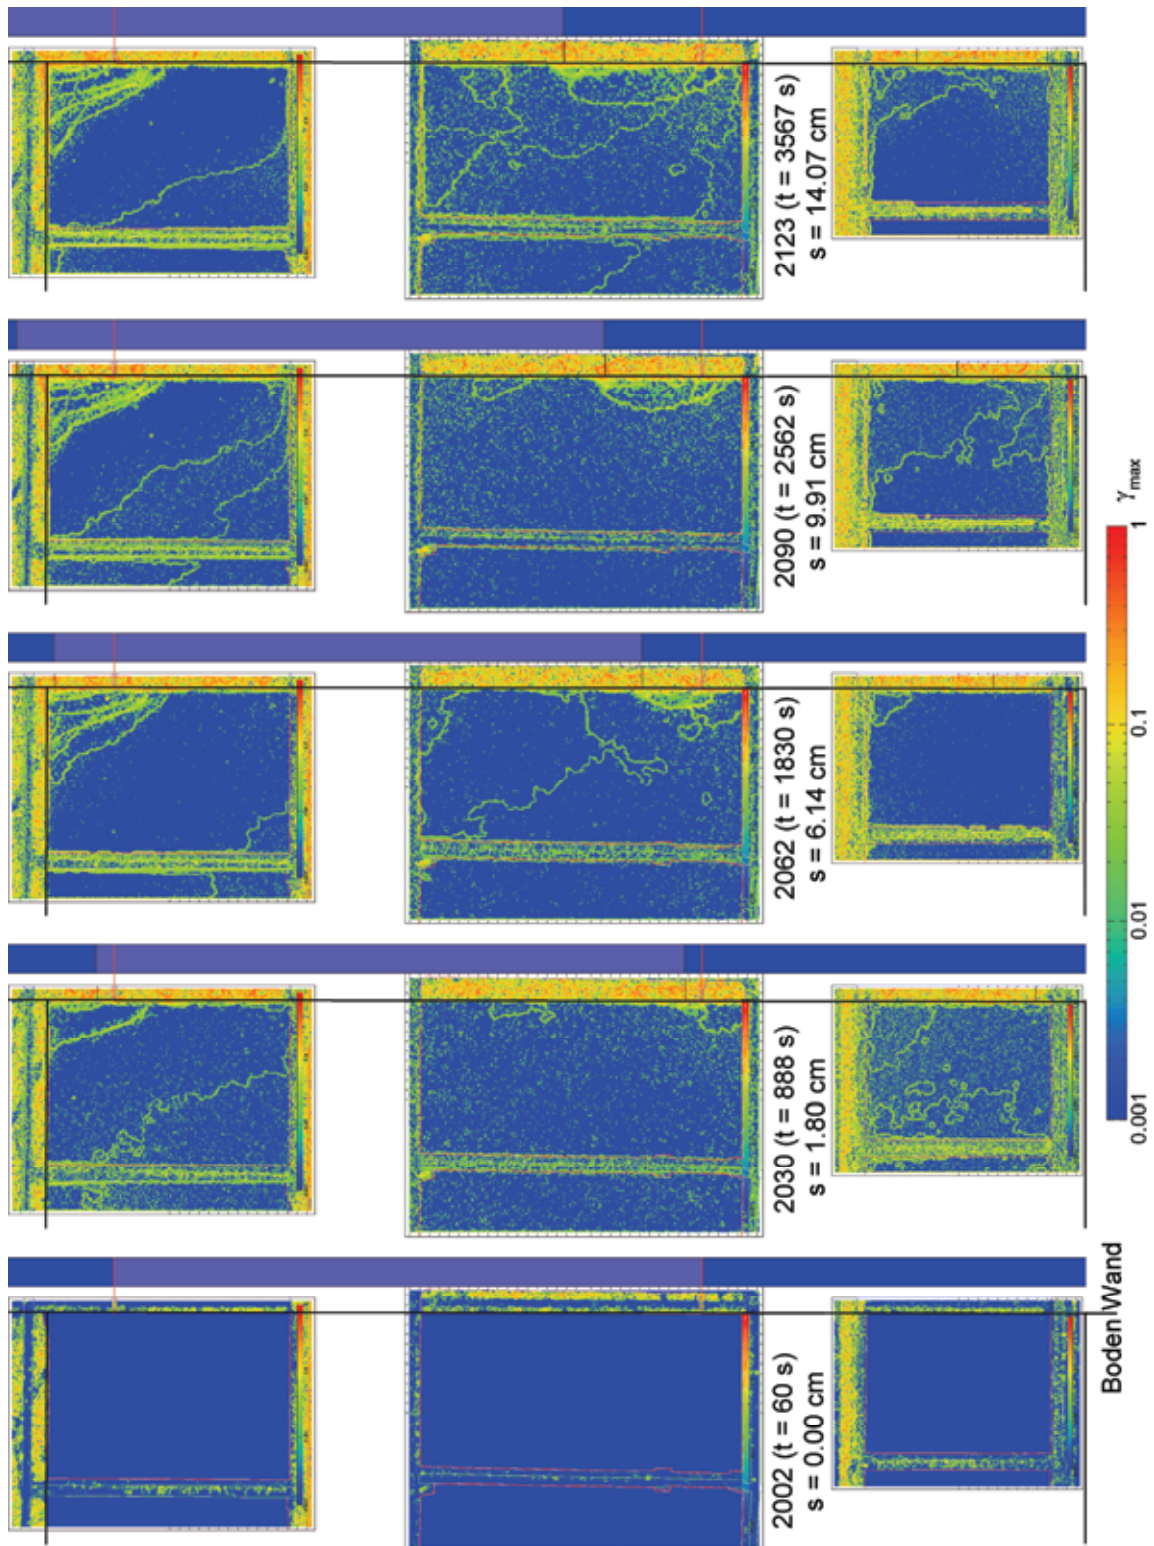 2123 (t = 3567 s)
s = 14.07 cm
2090 (t = 2562 s)
s = 9.91 cm
2062 (t = 1830 s)
s = 6.14 cm
2030 (t = 888 s)
s = 1.80 cm
2002 (t = 60 s)
s = 0.00 cm
Boden Wand
γmax
1
0.1
0.01
0.001